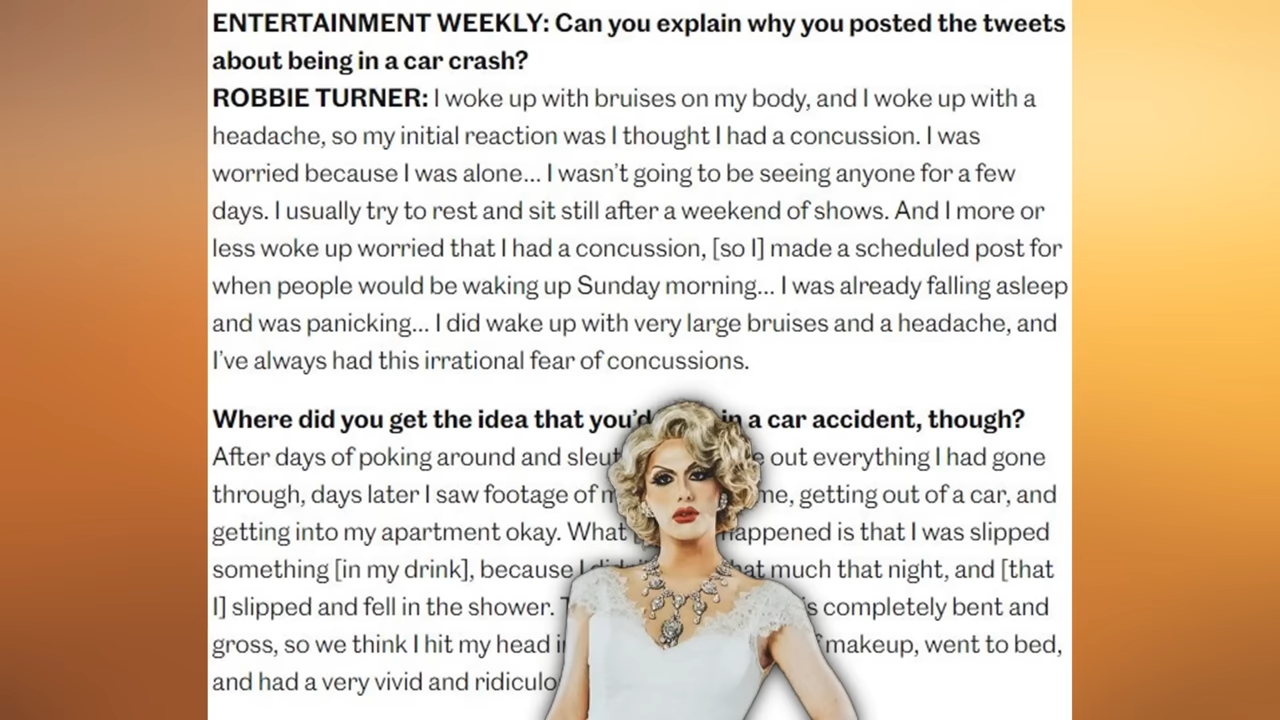 ENTERTAINMENT WEEKLY: Can you explain why you posted the tweets
about being in a car crash?
ROBBIE TURNER: I woke up with bruises on my body, and I woke up with a
headache, so my initial reaction was I thought I had a concussion. I was
worried because I was alone... I wasn’t going to be seeing anyone for a few
days. I usually try to rest and sit still after a weekend of shows. And I more or
less woke up worried that I had a concussion, [so I] made a scheduled post for
when people would be waking up Sunday morning... I was already falling asleep
and was panicking... I did wake up with very large bruises and a headache, and
I’ve always had this irrational fear of concussions.
Where did you get the idea that you’d in a car accident, though?
After days of poking around and out everything I had gone
through, days later I saw footage of getting out of a car, and
getting into my apartment okay. What happened is that I was slipped
something [in my drink], because I much that night, and [that
I] slipped and fell in the shower. completely bent and
gross, so we think I hit my head makeup, went to bed,
and had a very vivid and